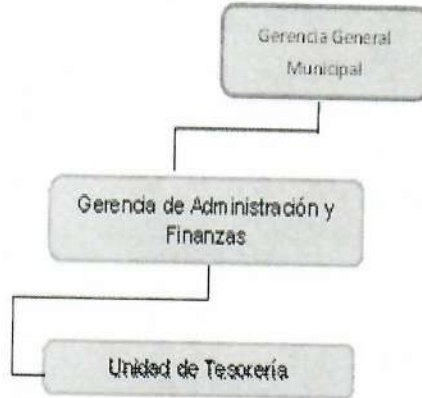 Gerencia General
Municipal
Gerencia de Administración y
Finanzas
Unidad de Tesorería